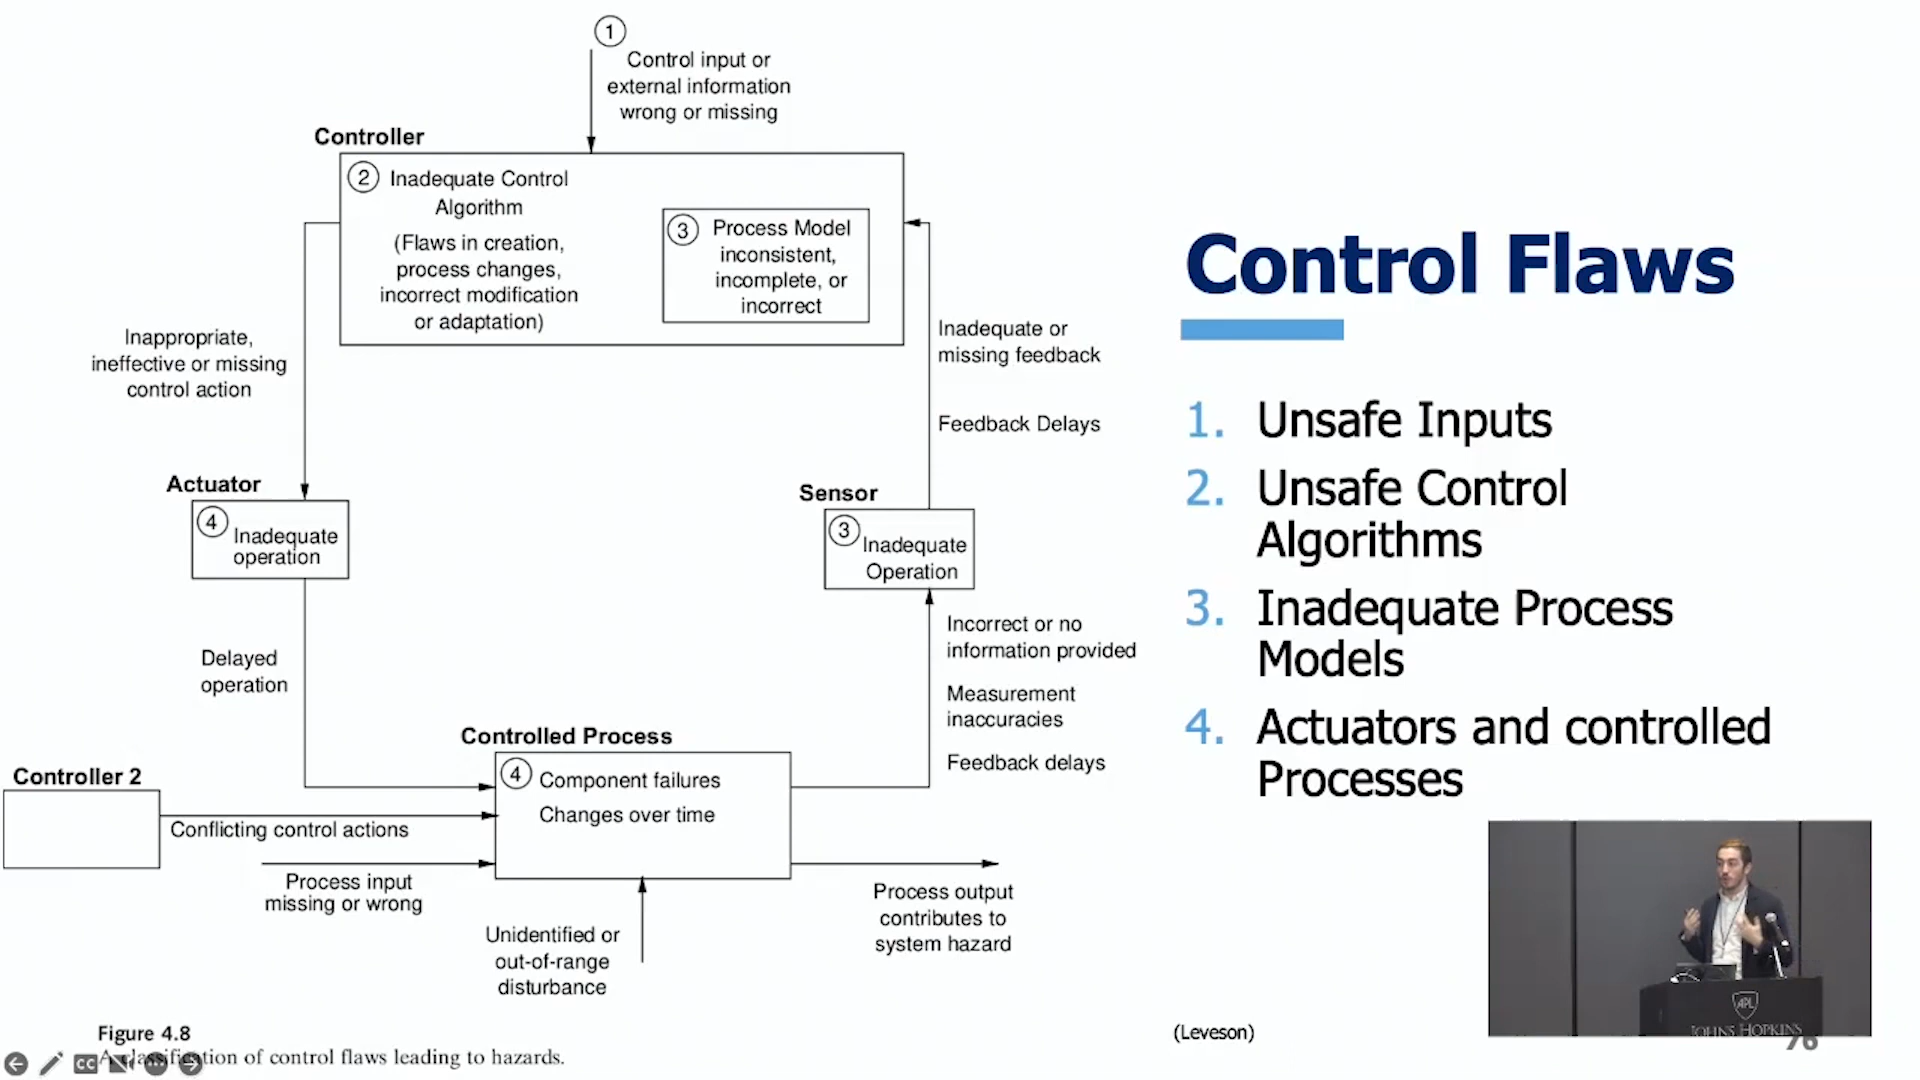 1
Control input or
external information
wrong or missing
Controller
2 Inadequate Control
Algorithm
(Flaws in creation,
process changes,
incorrect modification
or adaptation)
3 Process Model
inconsistent,
incomplete, or
incorrect
Inappropriate,
ineffective or missing
control action
Inadequate or
missing feedback
Feedback Delays
Actuator
4 Inadequate
operation
Sensor
3 Inadequate
Operation
Delayed
operation
Incorrect or no
information provided
Measurement
inaccuracies
Feedback delays
Controlled Process
4 Component failures
Changes over time
Controller 2
Conflicting control actions
Process input
missing or wrong
Unidentified or
out-of-range
disturbance
Process output
contributes to
system hazard
Figure 4.8
A classification of control flaws leading to hazards.
CC
Control Flaws
1. Unsafe Inputs
2. Unsafe Control
Algorithms
3. Inadequate Process
Models
4. Actuators and controlled
Processes
(Leveson)
APL
JOHNS HOPKINS
76